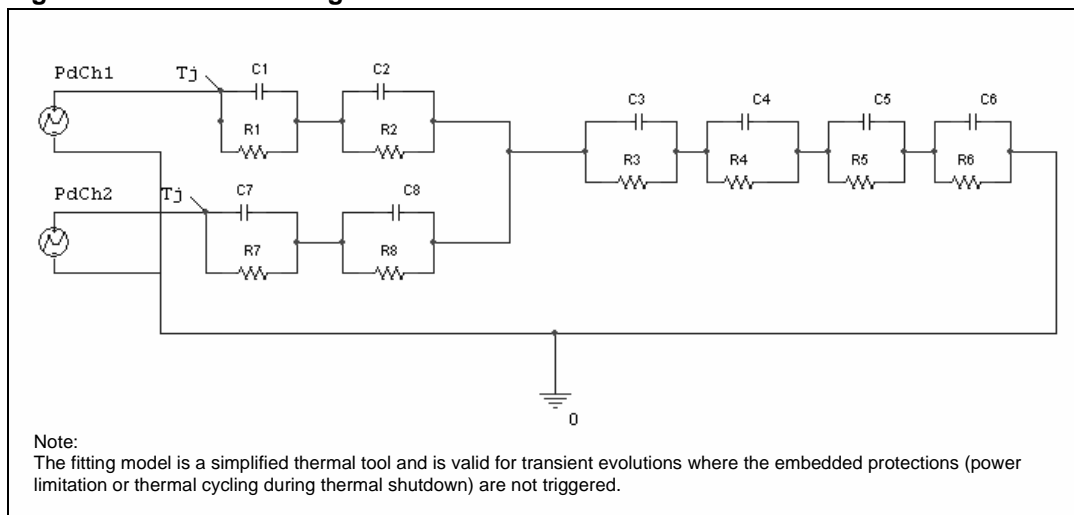 PdCh1
Tj
C1
C2
R1
R2
C3
C4
C5
C6
R3
R4
R5
R6
PdCh2
Tj
C7
C8
R7
R8
0
Note:
The fitting model is a simplified thermal tool and is valid for transient evolutions where the embedded protections (power
limitation or thermal cycling during thermal shutdown) are not triggered.